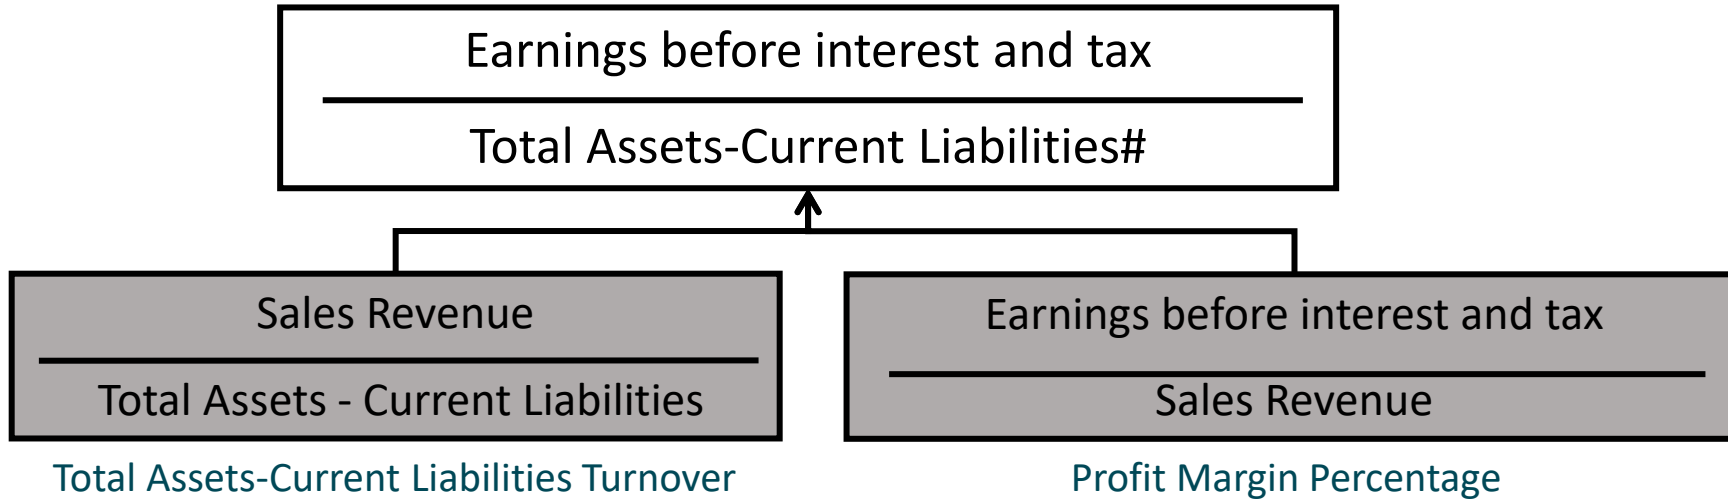 Earnings before interest and tax
Total Assets-Current Liabilities#
Sales Revenue
Total Assets - Current Liabilities
Total Assets-Current Liabilities Turnover
Earnings before interest and tax
Sales Revenue
Profit Margin Percentage